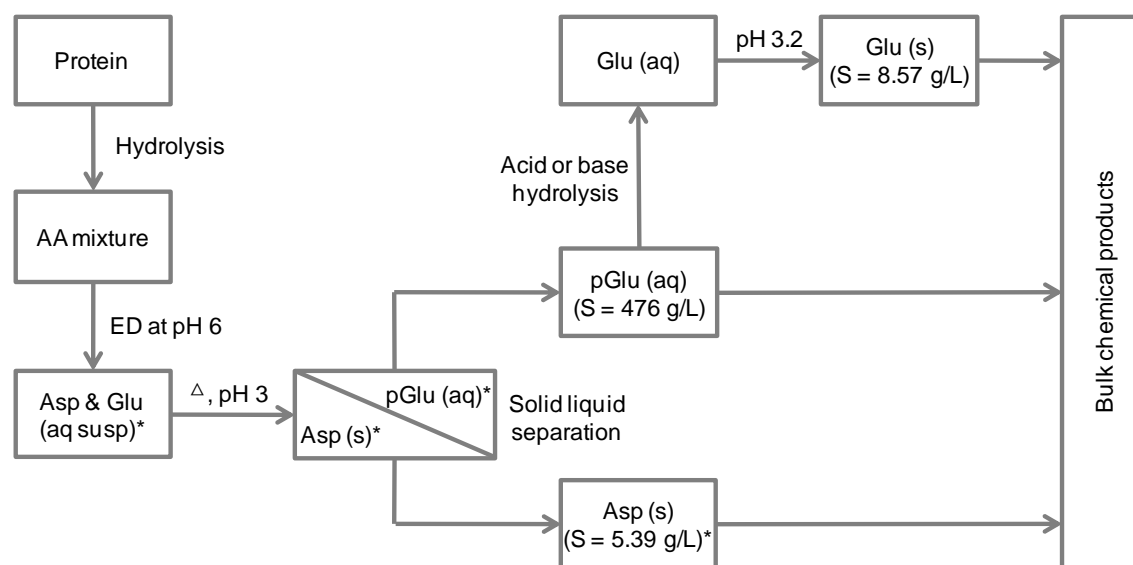 Protein
Hydrolysis
AA mixture
ED at pH 6
Asp & Glu
(aq susp)*
△, pH 3
pGlu (aq)*
Asp (s)*
Solid liquid
separation
Glu (aq)
pH 3.2
Glu (s)
(S = 8.57 g/L)
Acid or base
hydrolysis
pGlu (aq)
(S = 476 g/L)
Asp (s)
(S = 5.39 g/L)*
Bulk chemical products